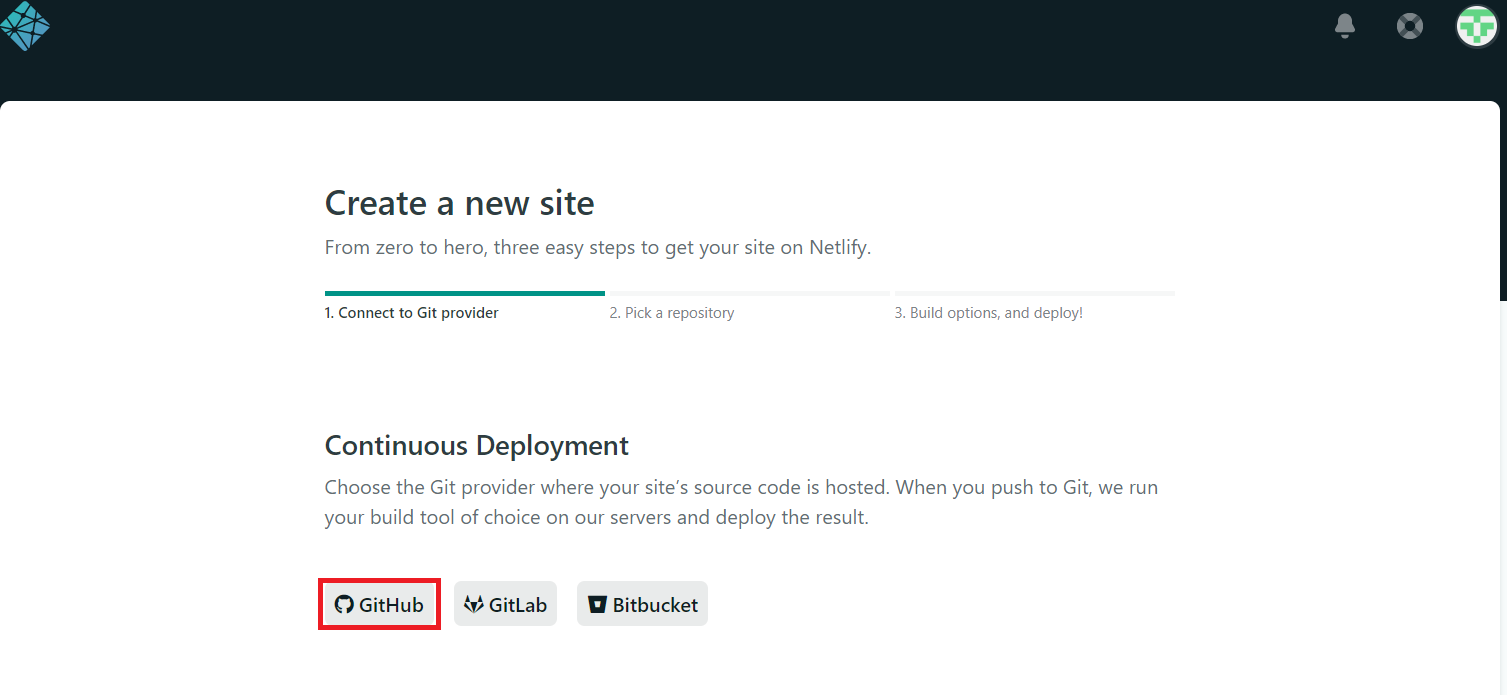 Create a new site
From zero to hero, three easy steps to get your site on Netlify.
1. Connect to Git provider
2. Pick a repository
3. Build options, and deploy!
Continuous Deployment
Choose the Git provider where your site’s source code is hosted. When you push to Git, we run
your build tool of choice on our servers and deploy the result.
GitHub
GitLab
Bitbucket